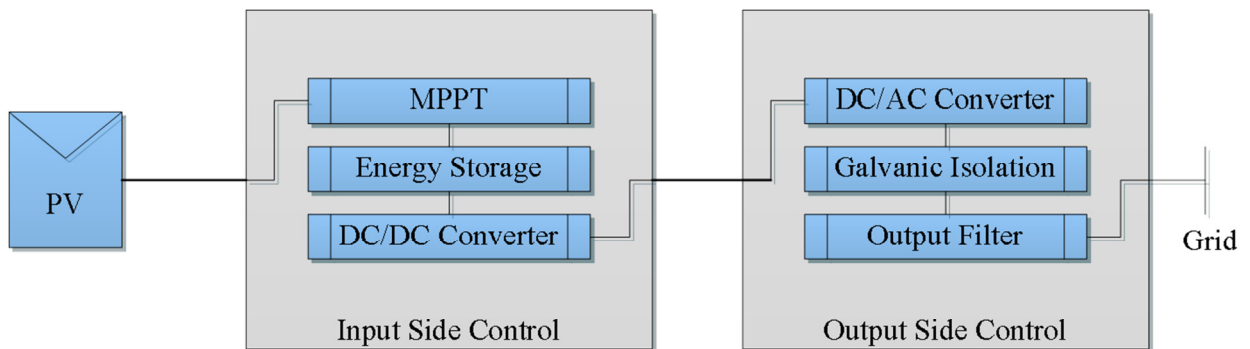 PV
MPPT
Energy Storage
DC/DC Converter
Input Side Control
DC/AC Converter
Galvanic Isolation
Output Filter
Output Side Control
Grid